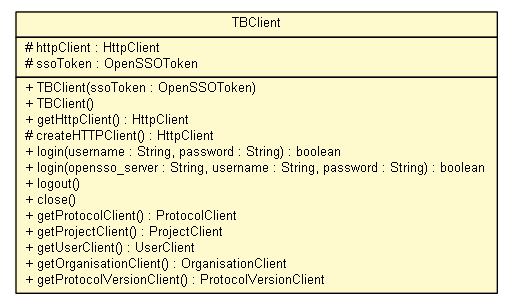 TBClient
# httpClient : HttpClient
# ssoToken : OpenSSOToken
+ TBClient(ssoToken : OpenSSOToken)
+ TBClient()
+ getHttpClient() : HttpClient
# createHTTPClient() : HttpClient
+ login(username : String, password : String) : boolean
+ login(opensso_server : String, username : String, password : String) : boolean
+ logout()
+ close()
+ getProtocolClient() : ProtocolClient
+ getProjectClient() : ProjectClient
+ getUserClient() : UserClient
+ getOrganisationClient() : OrganisationClient
+ getProtocolVersionClient() : ProtocolVersionClient